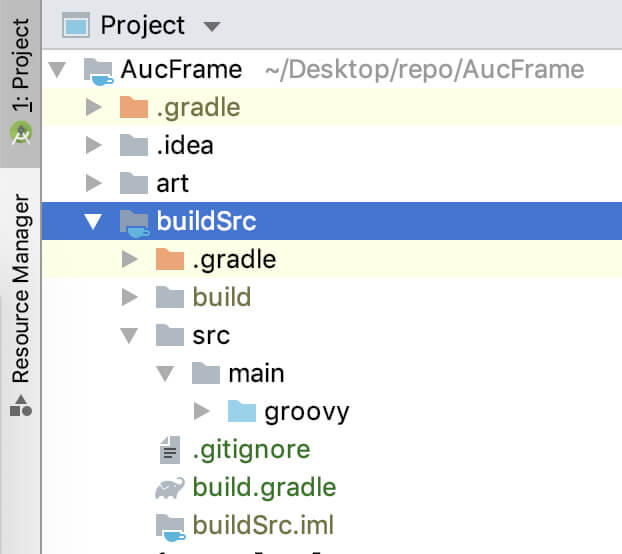 1: Project
Resource Manager
Project
AucFrame ~/Desktop/repo/AucFrame
.gradle
.idea
art
buildSrc
.gradle
build
src
main
groovy
.gitignore
build.gradle
buildSrc.iml